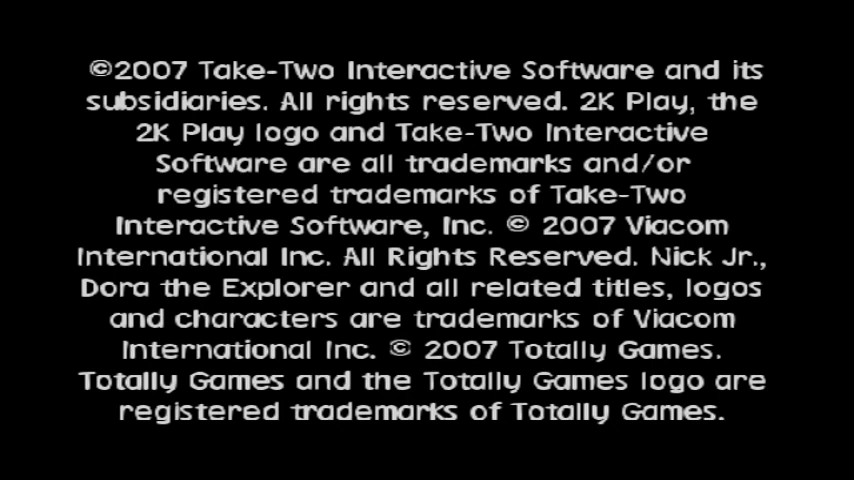 ©2007 Take-Two Interactive Software and its
subsidiaries. All rights reserved. 2K Play, the
2K Play logo and Take-Two Interactive
Software are all trademarks and/or
registered trademarks of Take-Two
Interactive Software, Inc. © 2007 Viacom
International Inc. All Rights Reserved. Nick Jr.,
Dora the Explorer and all related titles, logos
and characters are trademarks of Viacom
International Inc. © 2007 Totally Games.
Totally Games and the Totally Games logo are
registered trademarks of Totally Games.